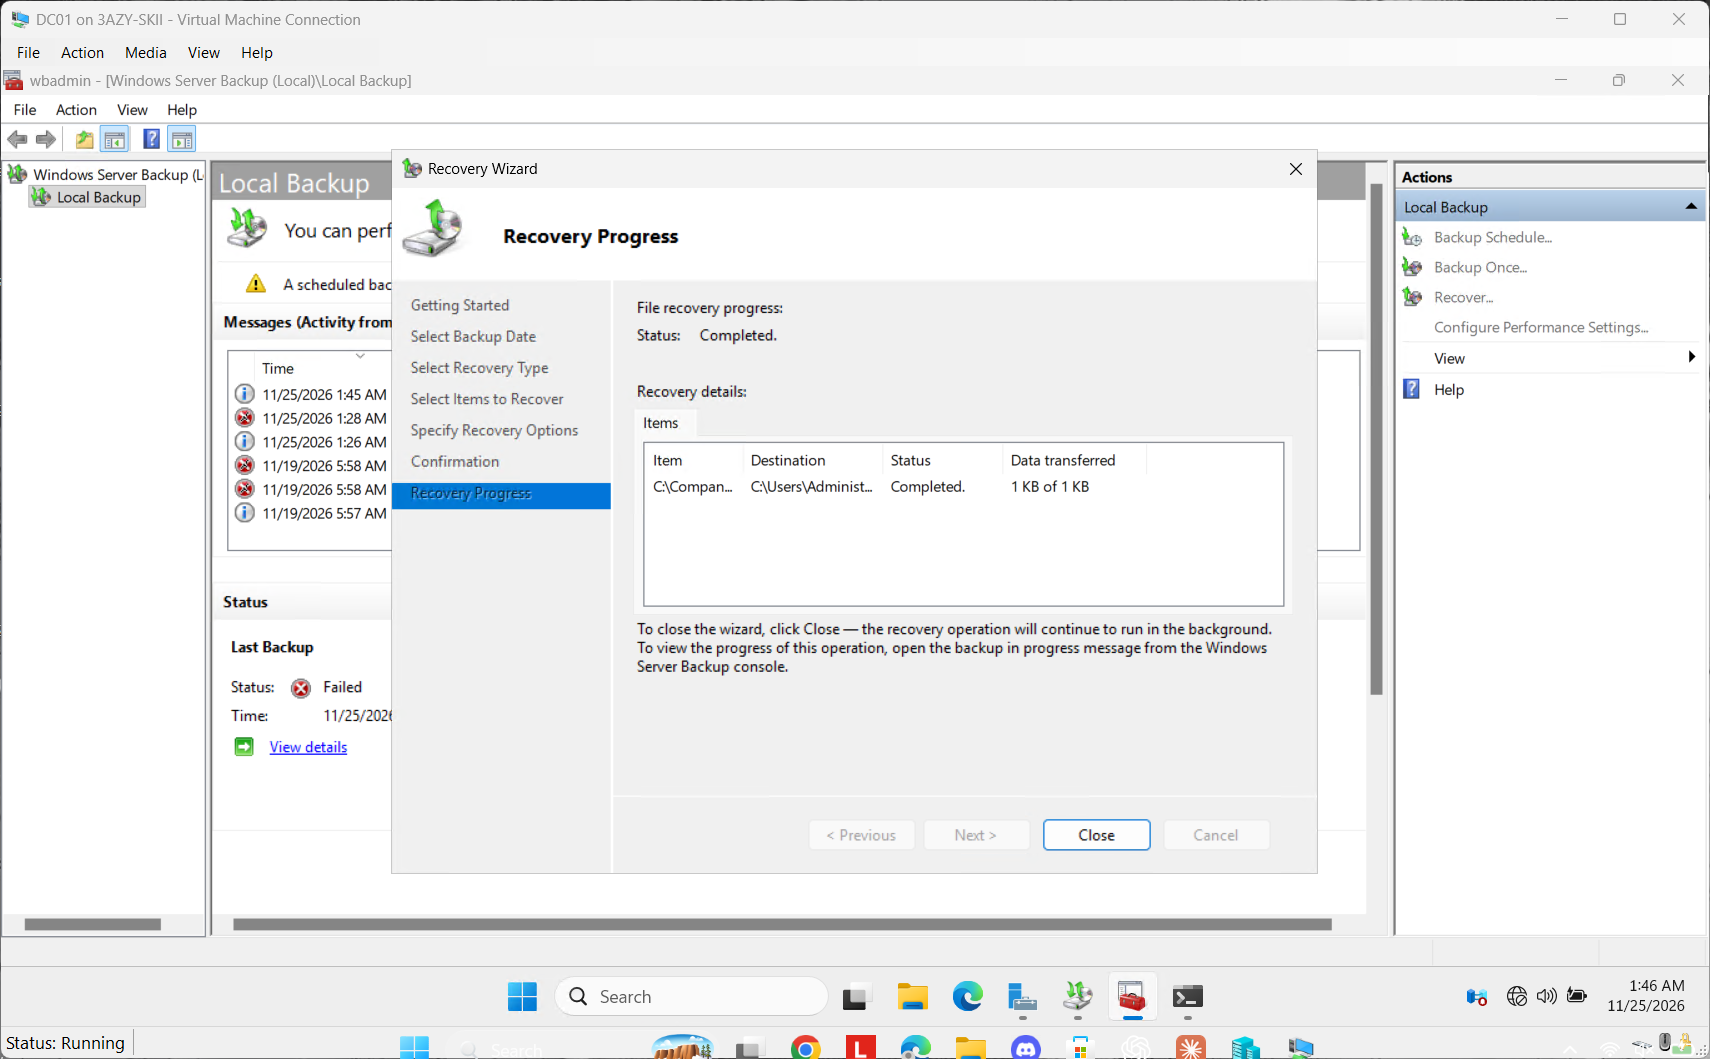 DC01 on 3AZY-SKII - Virtual Machine Connection
File Action Media View Help
wbadmin - [Windows Server Backup (Local)\Local Backup]
File Action View Help
Windows Server Backup (L
Local Backup
Local Backup
You can perf
A scheduled bac
Messages (Activity from
Time
11/25/2026 1:45 AM
11/25/2026 1:28 AM
11/25/2026 1:26 AM
11/19/2026 5:58 AM
11/19/2026 5:58 AM
11/19/2026 5:57 AM
Status
Last Backup
Status: Failed
Time: 11/25/2026
View details
Recovery Wizard
Recovery Progress
Getting Started
Select Backup Date
Select Recovery Type
Select Items to Recover
Specify Recovery Options
Confirmation
Recovery Progress
File recovery progress:
Status: Completed.
Recovery details:
Items
Item Destination Status Data transferred
C:\Compan... C:\Users\Administ... Completed. 1 KB of 1 KB
To close the wizard, click Close — the recovery operation will continue to run in the background.
To view the progress of this operation, open the backup in progress message from the Windows
Server Backup console.
< Previous Next > Close Cancel
Actions
Local Backup
Backup Schedule...
Backup Once...
Recover...
Configure Performance Settings...
View
Help
Search
1:46 AM
11/25/2026
Status: Running
Search